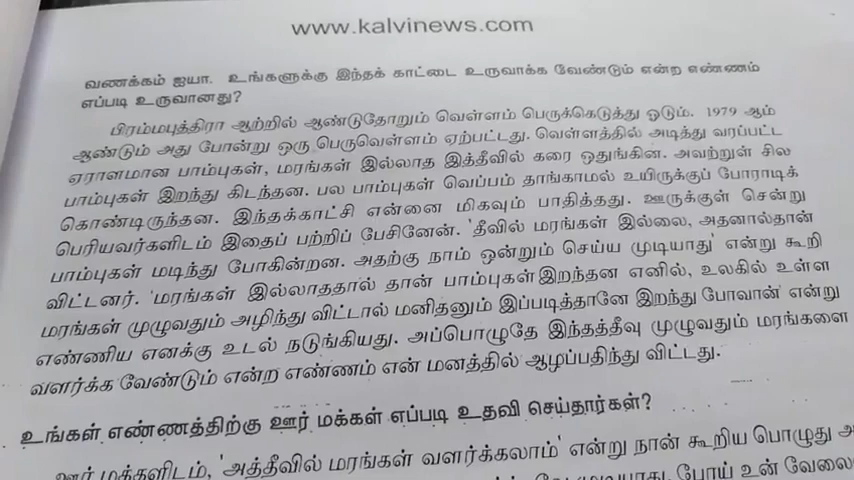 www.kalvinews.com
வணக்கம் ஐயா. உங்களுக்கு இந்தக் காட்டை உருவாக்க வேண்டும் என்ற எண்ணம்
எப்படி உருவானது?
பிரம்மபுத்திரா ஆற்றில் ஆண்டுதோறும் வெள்ளம் பெருக்கெடுத்து ஓடும். 1979 ஆம்
ஆண்டும் அது போன்று ஒரு பெருவெள்ளம் ஏற்பட்டது. வெள்ளத்தில் அடித்து வரப்பட்ட
ஏராளமான பாம்புகள், மரங்கள் இல்லாத இத்தீவில் கரை ஒதுங்கின. அவற்றுள் சில
பாம்புகள் இறந்து கிடந்தன. பல பாம்புகள் வெப்பம் தாங்காமல் உயிருக்குப் போராடிக்
கொண்டிருந்தன. இந்தக்காட்சி என்னை மிகவும் பாதித்தது. ஊருக்குள் சென்று
பெரியவர்களிடம் இதைப் பற்றிப் பேசினேன். 'தீவில் மரங்கள் இல்லை, அதனால்தான்
பாம்புகள் மடிந்து போகின்றன. அதற்கு நாம் ஒன்றும் செய்ய முடியாது' என்று கூறி
விட்டனர். 'மரங்கள் இல்லாததால் தான் பாம்புகள் இறந்தன எனில், உலகில் உள்ள
மரங்கள் முழுவதும் அழிந்து விட்டால் மனிதனும் இப்படித்தானே இறந்து போவான்' என்று
எண்ணிய எனக்கு உடல் நடுங்கியது. அப்பொழுதே இந்தத்தீவு முழுவதும் மரங்களை
வளர்க்க வேண்டும் என்ற எண்ணம் என் மனத்தில் ஆழப்பதிந்து விட்டது.
உங்கள் எண்ணத்திற்கு ஊர் மக்கள் எப்படி உதவி செய்தார்கள்?
ஊர் மக்களிடம், 'அத்தீவில் மரங்கள் வளர்க்கலாம்' என்று நான் கூறிய பொழுது
போய் உன்